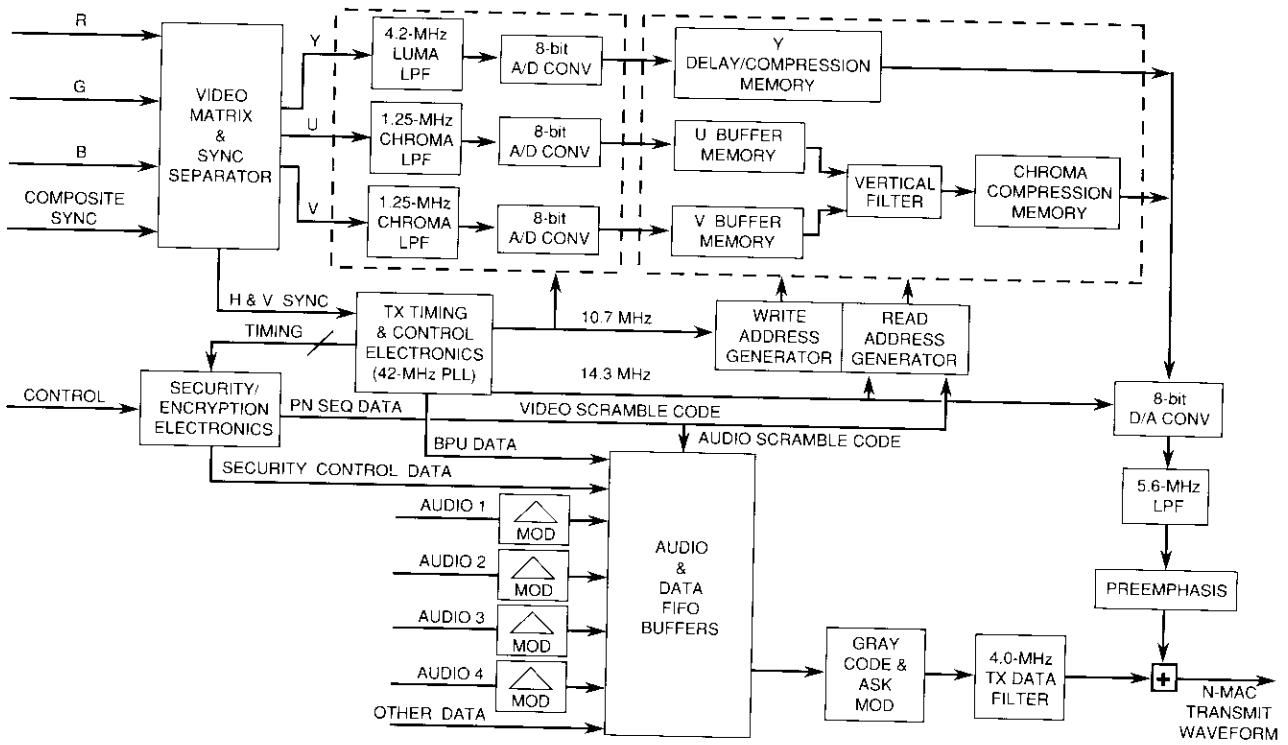 R
G
B
COMPOSITE
SYNC
VIDEO
MATRIX
&
SYNC
SEPARATOR
Y
U
V
4.2-MHz
LUMA
LPF
8-bit
A/D CONV
1.25-MHz
CHROMA
LPF
8-bit
A/D CONV
1.25-MHz
CHROMA
LPF
8-bit
A/D CONV
Y
DELAY/COMPRESSION
MEMORY
U BUFFER
MEMORY
V BUFFER
MEMORY
VERTICAL
FILTER
CHROMA
COMPRESSION
MEMORY
H & V SYNC
TIMING
TX TIMING
& CONTROL
ELECTRONICS
(42-MHz PLL)
10.7 MHz
14.3 MHz
WRITE
ADDRESS
GENERATOR
READ
ADDRESS
GENERATOR
CONTROL
SECURITY/
ENCRYPTION
ELECTRONICS
PN SEQ DATA
VIDEO SCRAMBLE CODE
AUDIO SCRAMBLE CODE
BPU DATA
SECURITY CONTROL DATA
AUDIO 1
MOD
AUDIO 2
MOD
AUDIO 3
MOD
AUDIO 4
MOD
OTHER DATA
AUDIO
&
DATA
FIFO
BUFFERS
GRAY
CODE &
ASK
MOD
4.0-MHz
TX DATA
FILTER
8-bit
D/A CONV
5.6-MHz
LPF
PREEMPHASIS
+
N-MAC
TRANSMIT
WAVEFORM